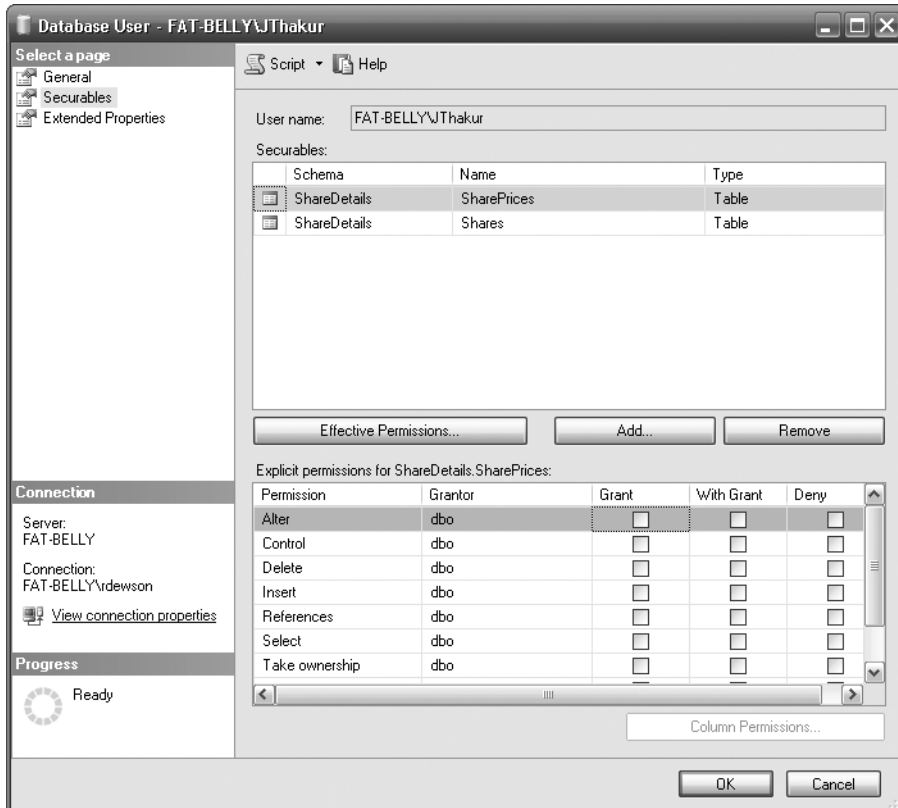 Database User - FAT-BELLY\JThakur
Select a page
General
Securables
Extended Properties
Script
Help
User name: FAT-BELLY\JThakur
Securables:
Schema Name Type
ShareDetails SharePrices Table
ShareDetails Shares Table
Effective Permissions... Add... Remove
Explicit permissions for ShareDetails.SharePrices:
Permission Grantor Grant With Grant Deny
Alter dbo
Control dbo
Delete dbo
Insert dbo
References dbo
Select dbo
Take ownership dbo
Column Permissions...
Connection
Server:
FAT-BELLY
Connection:
FAT-BELLY\rdewson
View connection properties
Progress
Ready
OK Cancel